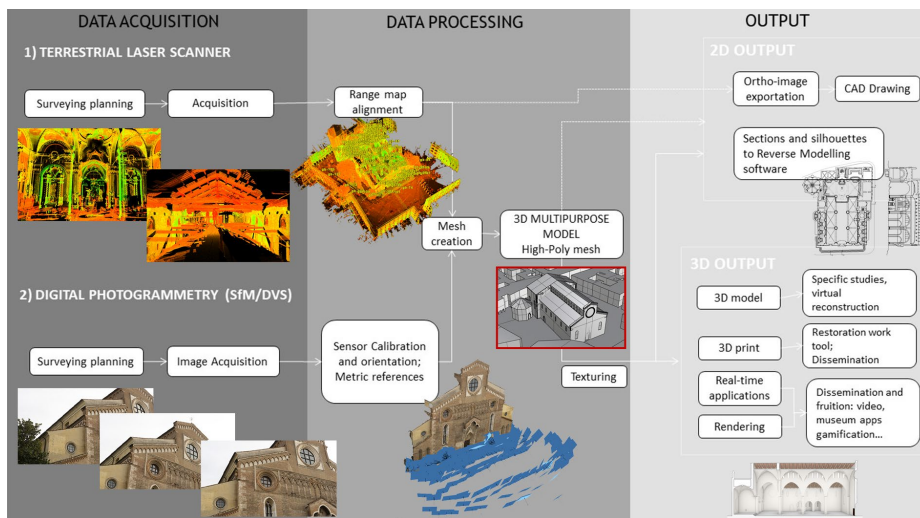 DATA ACQUISITION
DATA PROCESSING
OUTPUT
1) TERRESTRIAL LASER SCANNER
Surveying planning
Acquisition
Range map
alignment
Mesh
creation
3D MULTIPURPOSE
MODEL
High-Poly mesh
2) DIGITAL PHOTOGRAMMETRY (SfM/DVS)
Surveying planning
Image Acquisition
Sensor Calibration
and orientation;
Metric references
Texturing
2D OUTPUT
Ortho-image
exportation
CAD Drawing
Sections and silhouettes
to Reverse Modelling
software
3D OUTPUT
3D model
Specific studies,
virtual
reconstruction
3D print
Restoration work
tool;
Dissemination
Real-time
applications
Rendering
Dissemination and
fruition: video,
museum apps
gamification...